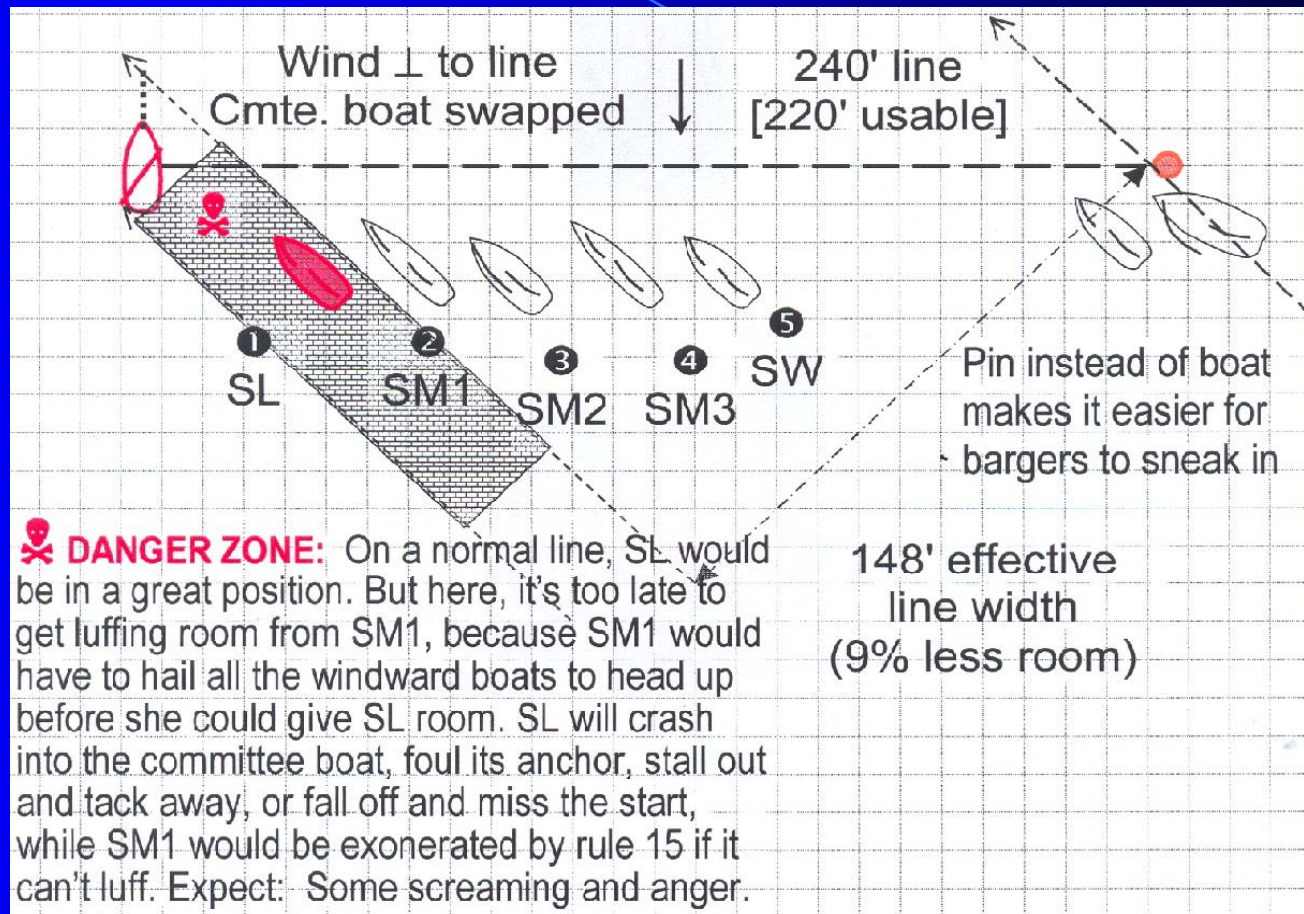 Wind ⊥ to line
Cmte. boat swapped
240' line
[220' usable]
1
SL
2
SM1
3
SM2
4
SM3
5
SW
Pin instead of boat
makes it easier for
bargers to sneak in
☠ DANGER ZONE: On a normal line, SL would
be in a great position. But here, it's too late to
get luffing room from SM1, because SM1 would
have to hail all the windward boats to head up
before she could give SL room. SL will crash
into the committee boat, foul its anchor, stall out
and tack away, or fall off and miss the start,
while SM1 would be exonerated by rule 15 if it
can't luff. Expect: Some screaming and anger.
148' effective
line width
(9% less room)